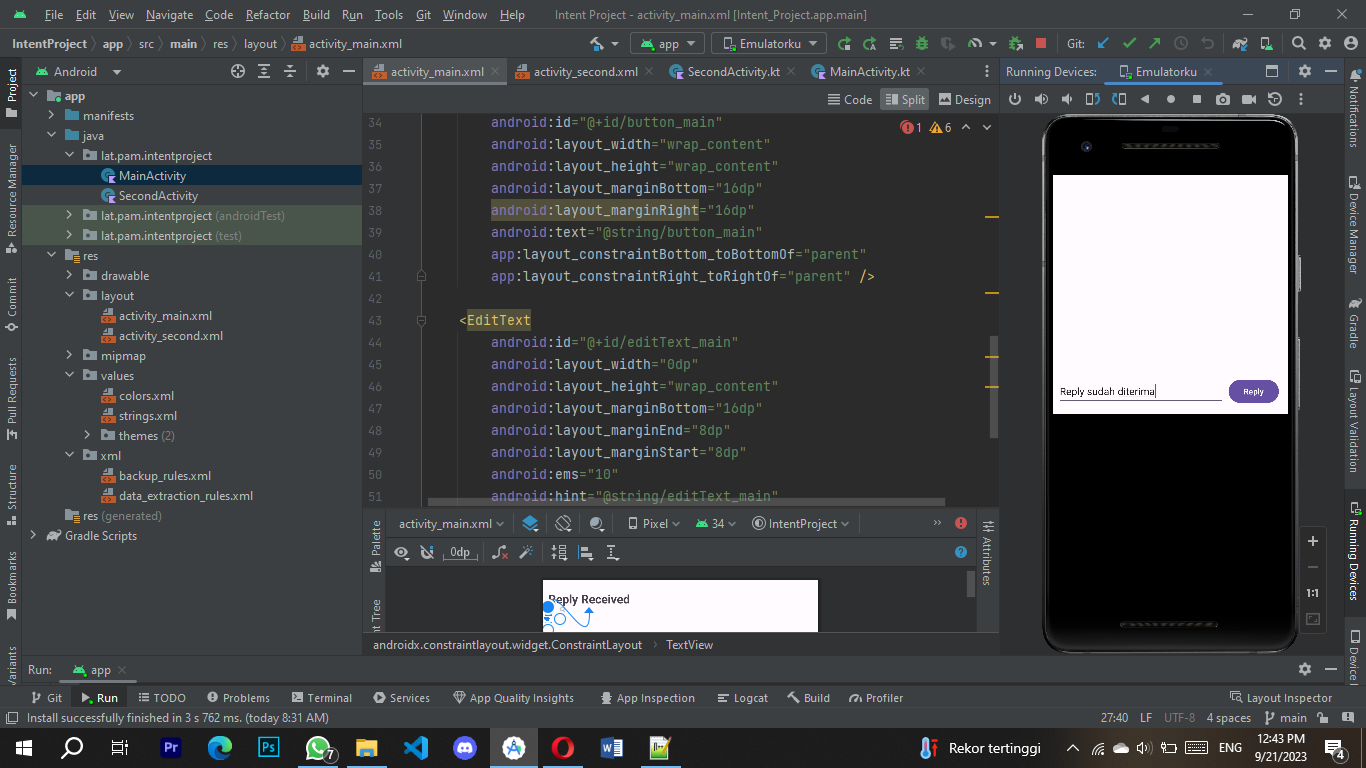 File Edit View Navigate Code Refactor Build Run Tools Git Window Help Intent Project - activity_main.xml [Intent_Project.app.main]
IntentProject app src main res layout activity_main.xml app Emulatorku Git:
Project
Resource Manager
Commit
Pull Requests
Structure
Bookmarks
Android
app
manifests
java
lat.pam.intentproject
MainActivity
SecondActivity
lat.pam.intentproject (androidTest)
lat.pam.intentproject (test)
res
drawable
layout
activity_main.xml
activity_second.xml
mipmap
values
colors.xml
strings.xml
themes (2)
xml
backup_rules.xml
data_extraction_rules.xml
res (generated)
Gradle Scripts
activity_main.xml activity_second.xml SecondActivity.kt MainActivity.kt
Code Split Design
1 6
34 android:id="@+id/button_main"
35 android:layout_width="wrap_content"
36 android:layout_height="wrap_content"
37 android:layout_marginBottom="16dp"
38 android:layout_marginRight="16dp"
39 android:text="@string/button_main"
40 app:layout_constraintBottom_toBottomOf="parent"
41 app:layout_constraintRight_toRightOf="parent" />
42
43 <EditText
44 android:id="@+id/editText_main"
45 android:layout_width="0dp"
46 android:layout_height="wrap_content"
47 android:layout_marginBottom="16dp"
48 android:layout_marginEnd="8dp"
49 android:layout_marginStart="8dp"
50 android:ems="10"
51 android:hint="@string/editText_main"
Palette
activity_main.xml Pixel 34 IntentProject
0dp
Attributes
Reply Received
androidx.constraintlayout.widget.ConstraintLayout TextView
Running Devices: Emulatorku
Reply sudah diterima Reply
1:1
Notifications
Device Manager
Gradle
Layout Validation
Running Devices
Run: app
Git Run TODO Problems Terminal Services App Quality Insights App Inspection Logcat Build Profiler Layout Inspector
Install successfully finished in 3 s 762 ms. (today 8:31 AM) 27:40 LF UTF-8 4 spaces main
Pr Ps 7 Rekor tertinggi ENG 12:43 PM
9/21/2023 4